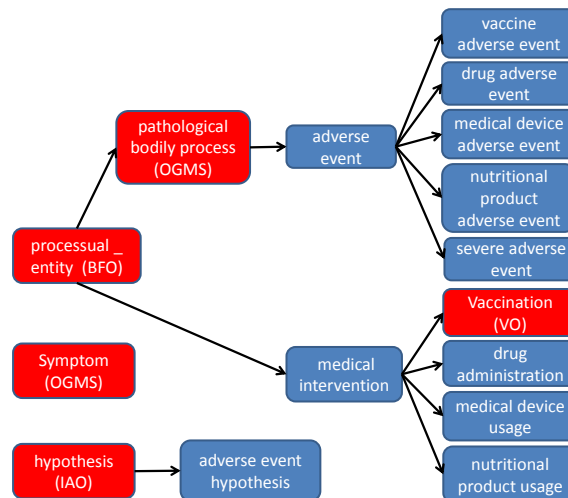 vaccine
adverse event
drug adverse
event
pathological
bodily process
(OGMS)
adverse
event
medical device
adverse event
nutritional
product
adverse event
processual _
entity (BFO)
severe adverse
event
Vaccination
(VO)
Symptom
(OGMS)
medical
intervention
drug
administration
medical device
usage
hypothesis
(IAO)
adverse event
hypothesis
nutritional
product usage